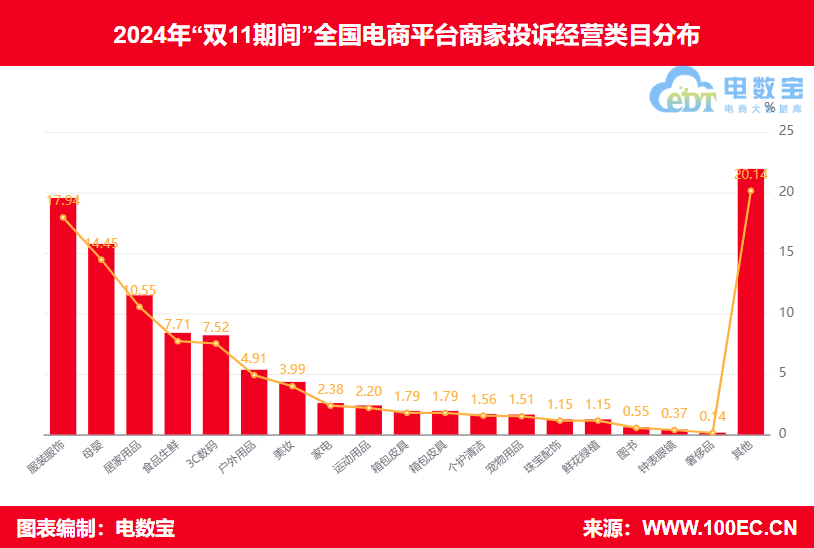 2024年“双11期间”全国电商平台商家投诉经营类目分布
eDT 电数宝
电商大数据库
%
25
20
15
10
5
0
17.94
14.45
10.55
7.71
7.52
4.91
3.99
2.38
2.20
1.79
1.79
1.56
1.51
1.15
1.15
0.55
0.37
0.14
20.14
服装服饰
母婴
居家用品
食品生鲜
3C数码
户外用品
美妆
家电
运动用品
箱包皮具
箱包皮具
个护清洁
宠物用品
珠宝配饰
鲜花绿植
图书
钟表眼镜
奢侈品
其他
图表编制：电数宝
来源：WWW.100EC.CN